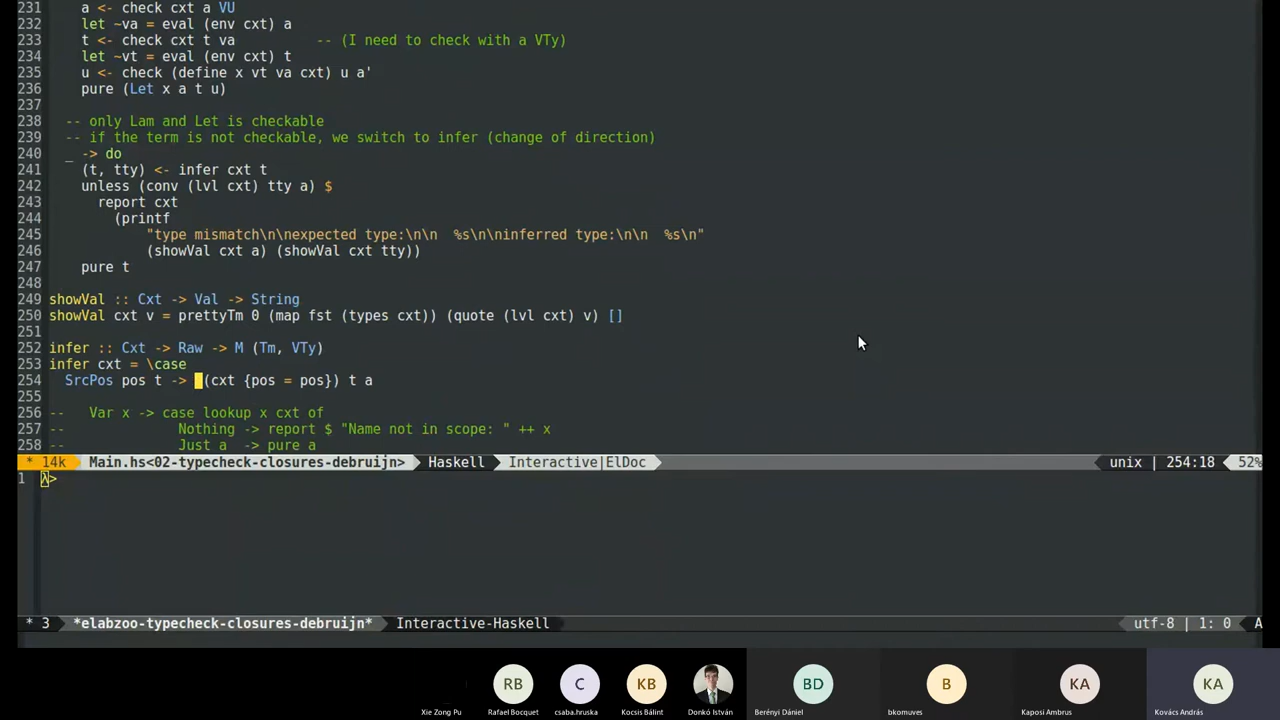 231     a <- check cxt a VU
232     let ~va = eval (env cxt) a
233     t <- check cxt t va          -- (I need to check with a VTy)
234     let ~vt = eval (env cxt) t
235     u <- check (define x vt va cxt) u a'
236     pure (Let x a t u)
237
238   -- only Lam and Let is checkable
239   -- if the term is not checkable, we switch to infer (change of direction)
240   _ -> do
241     (t, tty) <- infer cxt t
242     unless (conv (lvl cxt) tty a) $
243       report cxt
244         (printf
245             "type mismatch\n\nexpected type:\n\n  %s\n\ninferred type:\n\n  %s\n"
246             (showVal cxt a) (showVal cxt tty))
247     pure t
248
249 showVal :: Cxt -> Val -> String
250 showVal cxt v = prettyTm 0 (map fst (types cxt)) (quote (lvl cxt) v) []
251
252 infer :: Cxt -> Raw -> M (Tm, VTy)
253 infer cxt = \case
254   SrcPos pos t -> (cxt {pos = pos}) t a
255
256 --   Var x -> case lookup x cxt of
257 --              Nothing -> report $ "Name not in scope: " ++ x
258 --              Just a  -> pure a
* 14k Main.hs<02-typecheck-closures-debruijn> Haskell Interactive|ElDoc unix | 254:18 52%
1 λ>
* 3 *elabzoo-typecheck-closures-debruijn* Interactive-Haskell utf-8 | 1: 0 A
RB C KB BD B KA KA
Xie Zong Pu Rafael Bocquet csaba.hruska Kocsis Bálint Donkó István Berényi Dániel bkomuves Kaposi Ambrus Kovács András